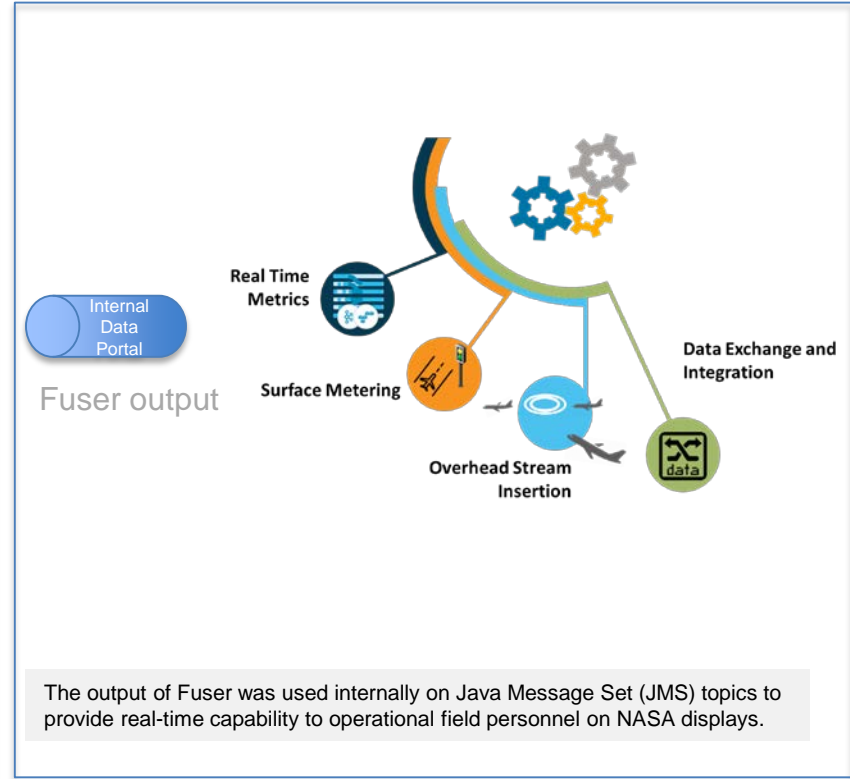 Real Time
Metrics
Internal
Data
Portal
Fuser output
Surface Metering
Data Exchange and
Integration
Overhead Stream
Insertion
data
The output of Fuser was used internally on Java Message Set (JMS) topics to
provide real-time capability to operational field personnel on NASA displays.